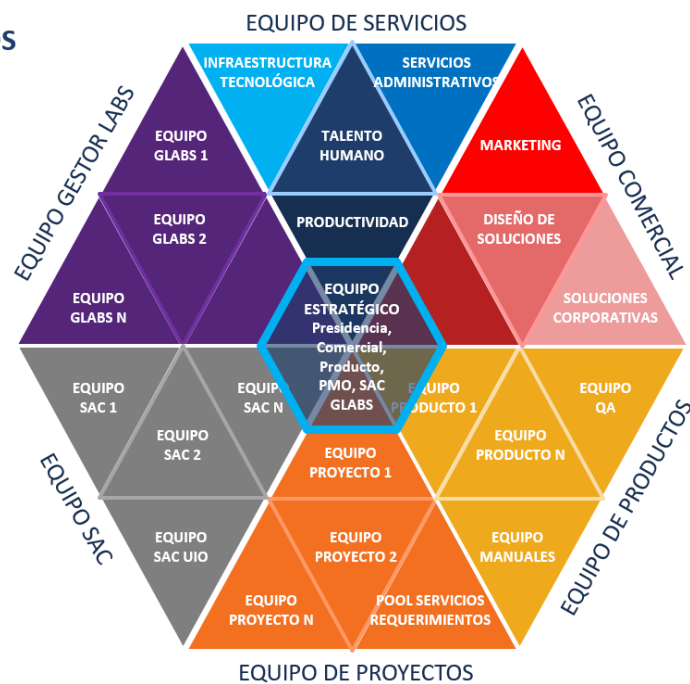 OS
EQUIPO DE SERVICIOS
INFRAESTRUCTURA
TECNOLÓGICA
SERVICIOS
ADMINISTRATIVOS
TALENTO
HUMANO
PRODUCTIVIDAD
EQUIPO GESTOR LABS
EQUIPO
GLABS 1
EQUIPO
GLABS 2
EQUIPO
GLABS N
EQUIPO COMERCIAL
MARKETING
DISEÑO DE
SOLUCIONES
SOLUCIONES
CORPORATIVAS
EQUIPO
ESTRATÉGICO
Presidencia,
Comercial,
Producto,
PMO, SAC
GLABS
EQUIPO SAC
EQUIPO
SAC 1
EQUIPO
SAC 2
EQUIPO
SAC N
EQUIPO
SAC UIO
EQUIPO DE PRODUCTOS
EQUIPO
PRODUCTO 1
EQUIPO
PRODUCTO N
EQUIPO
QA
EQUIPO
MANUALES
EQUIPO
PROYECTO 1
EQUIPO
PROYECTO 2
EQUIPO
PROYECTO N
POOL SERVICIOS
REQUERIMIENTOS
EQUIPO DE PROYECTOS